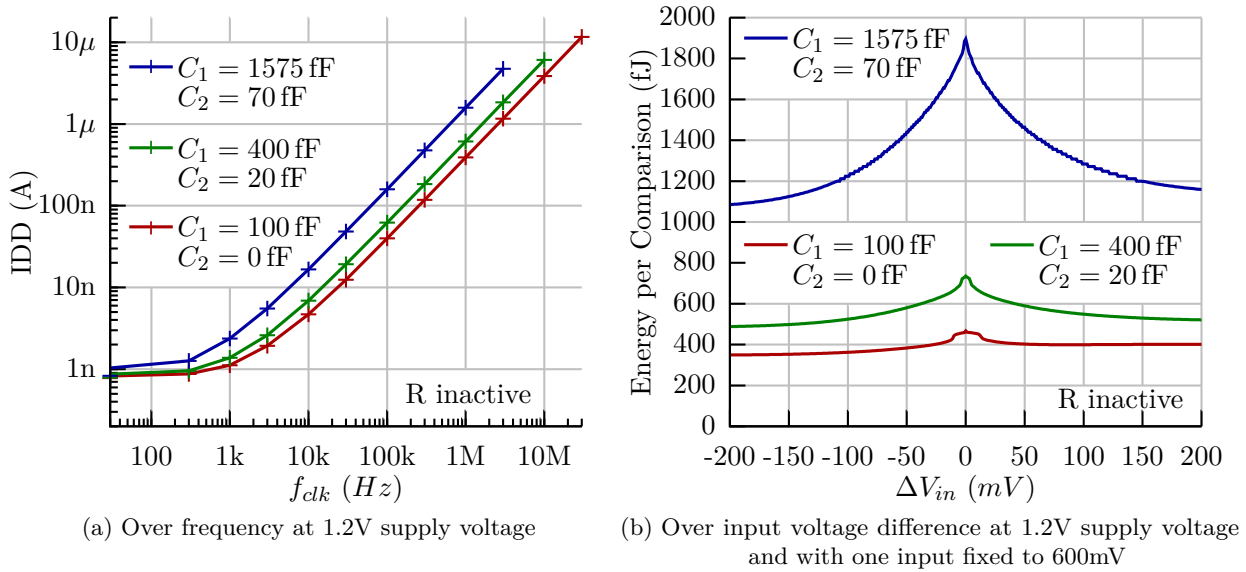 10µ
1µ
100n
10n
1n
IDD (A)
C₁ = 1575 fF
C₂ = 70 fF
C₁ = 400 fF
C₂ = 20 fF
C₁ = 100 fF
C₂ = 0 fF
R inactive
100 1k 10k 100k 1M 10M
f_clk (Hz)
(a) Over frequency at 1.2V supply voltage
2000
1800
1600
1400
1200
1000
800
600
400
200
0
Energy per Comparison (fJ)
C₁ = 1575 fF
C₂ = 70 fF
C₁ = 100 fF
C₂ = 0 fF
C₁ = 400 fF
C₂ = 20 fF
R inactive
-200 -150 -100 -50 0 50 100 150 200
ΔV_in (mV)
(b) Over input voltage difference at 1.2V supply voltage
and with one input fixed to 600mV